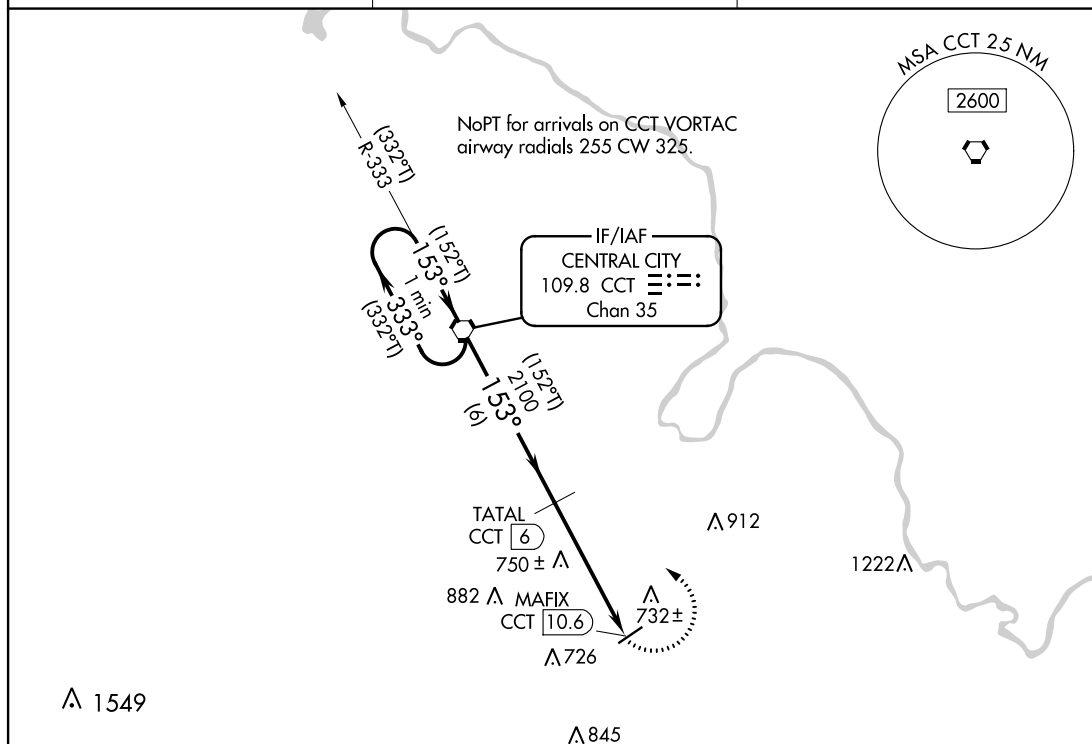 MSA CCT 25 NM
2600
NoPT for arrivals on CCT VORTAC
airway radials 255 CW 325.
(332°T)
R-333
(152°T)
153°
1 min
333°
(332°T)
IF/IAF
CENTRAL CITY
109.8 CCT
Chan 35
(152°T)
2100
153°
(6)
TATAL
CCT 6
750 ±
912
1222
882
MAFIX
CCT 10.6
732 ±
726
1549
845